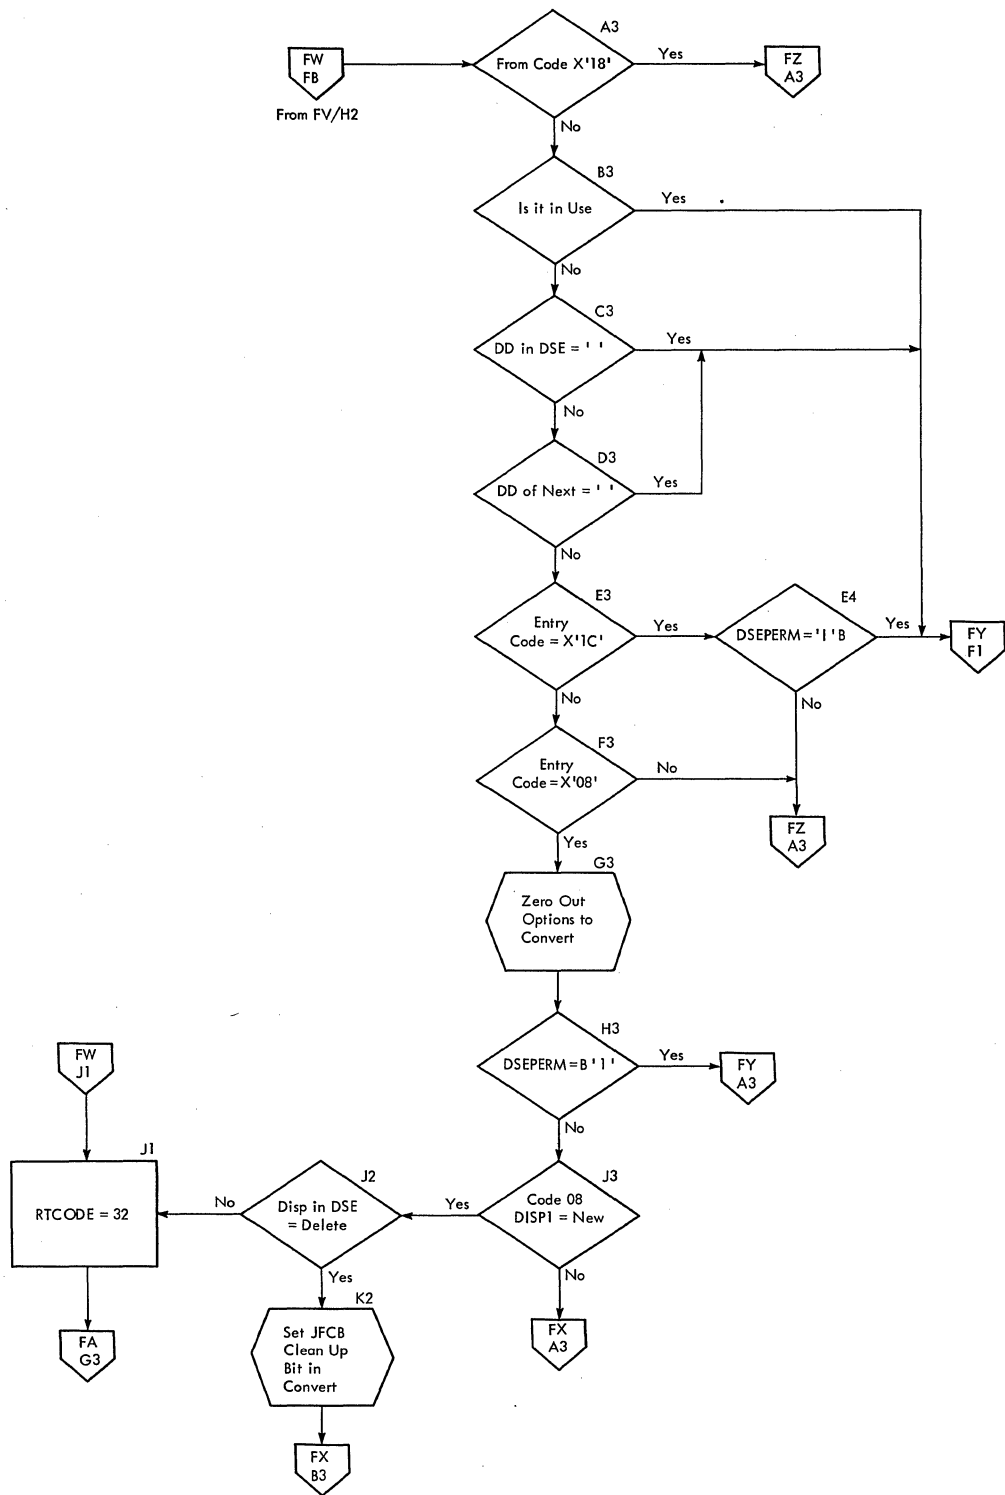 A3
FW
FB
From Code X'18'
Yes
FZ
A3
From FV/H2
No
B3
Is it in Use
Yes
No
C3
DD in DSE = ' '
Yes
No
D3
DD of Next = ' '
Yes
No
E3
Entry
Code = X'1C'
Yes
E4
DSEPERM = '1'B
Yes
FY
F1
No
No
F3
Entry
Code = X'08'
No
FZ
A3
Yes
G3
Zero Out
Options to
Convert
H3
DSEPERM = B'1'
Yes
FY
A3
FW
J1
No
J1
RTCODE = 32
No
J2
Disp in DSE
= Delete
Yes
J3
Code 08
DISP1 = New
Yes
No
K2
Set JFCB
Clean Up
Bit in
Convert
FA
G3
FX
A3
FX
B3